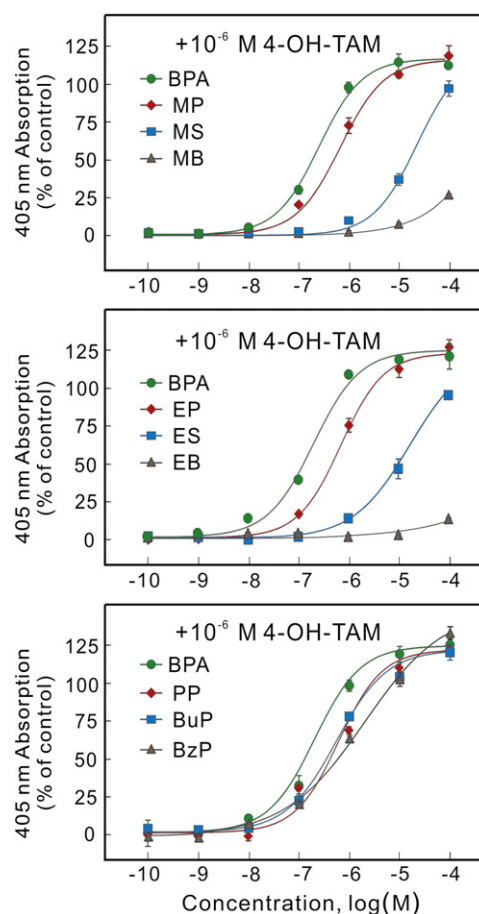 +10⁻⁶ M 4-OH-TAM
405 nm Absorption
(% of control)
125
100
75
50
25
0
BPA
MP
MS
MB
-10 -9 -8 -7 -6 -5 -4
+10⁻⁶ M 4-OH-TAM
405 nm Absorption
(% of control)
125
100
75
50
25
0
BPA
EP
ES
EB
-10 -9 -8 -7 -6 -5 -4
+10⁻⁶ M 4-OH-TAM
405 nm Absorption
(% of control)
125
100
75
50
25
0
BPA
PP
BuP
BzP
-10 -9 -8 -7 -6 -5 -4
Concentration, log(M)